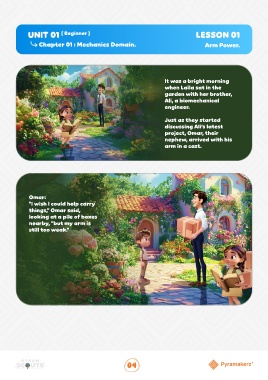 UNIT 01 ( Beginner )
LESSON 01
Chapter 01 : Mechanics Domain.
Arm Power.
It was a bright morning
when Laila sat in the
garden with her brother,
Ali, a biomechanical
engineer.
Just as they started
discussing Ali's latest
project, Omar, their
nephew, arrived with his
arm in a cast.
Omar:
"I wish I could help carry
things," Omar said,
looking at a pile of boxes
nearby, "but my arm is
still too weak."
04
Pyramakerz